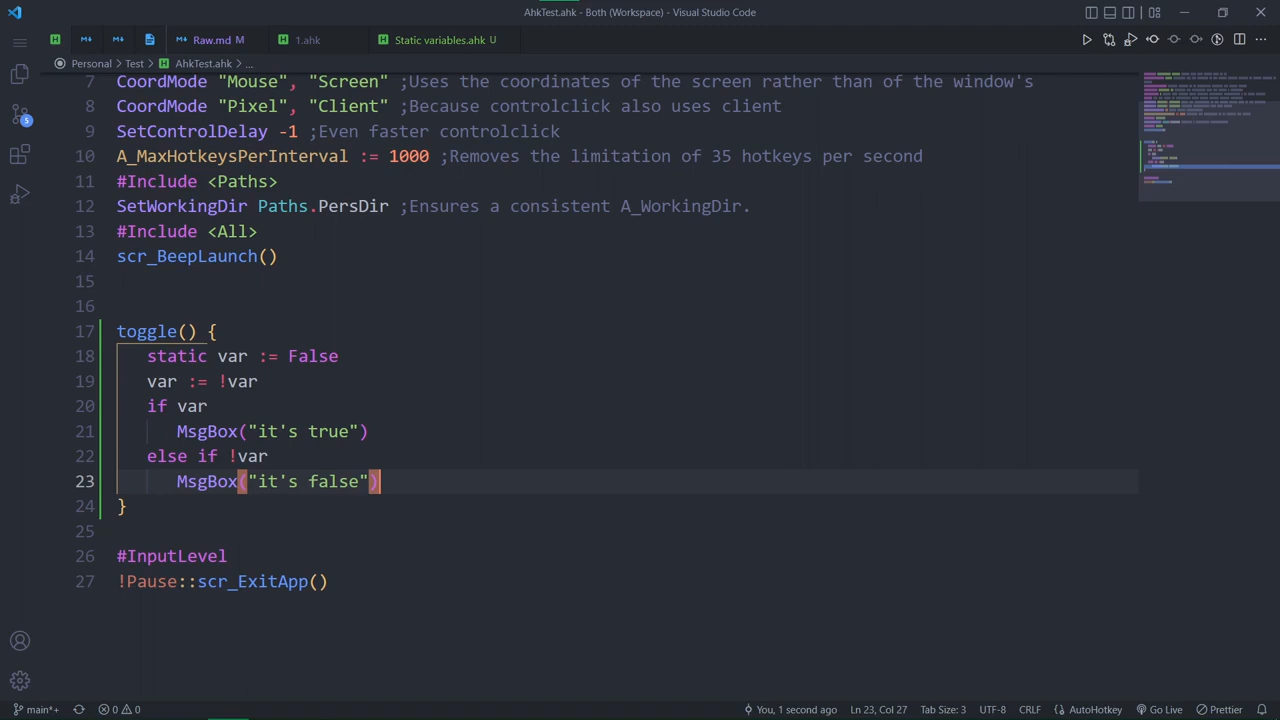 AhkTest.ahk - Both (Workspace) - Visual Studio Code
Raw.md M
1.ahk
Static variables.ahk U
Personal > Test > AhkTest.ahk > ...
7 CoordMode "Mouse", "Screen" ;Uses the coordinates of the screen rather than of the window's
8 CoordMode "Pixel", "Client" ;Because controlclick also uses client
9 SetControlDelay -1 ;Even faster controlclick
10 A_MaxHotkeysPerInterval := 1000 ;Removes the limitation of 35 hotkeys per second
11 #Include <Paths>
12 SetWorkingDir Paths.PersDir ;Ensures a consistent A_WorkingDir.
13 #Include <All>
14 scr_BeepLaunch()
15
16
17 toggle() {
18 static var := False
19 var := !var
20 if var
21 MsgBox("it's true")
22 else if !var
23 MsgBox("it's false")
24 }
25
26 #InputLevel
27 !Pause::scr_ExitApp()
5
main*+ 0 0 You, 1 second ago Ln 23, Col 27 Tab Size: 3 UTF-8 CRLF AutoHotkey Go Live Prettier